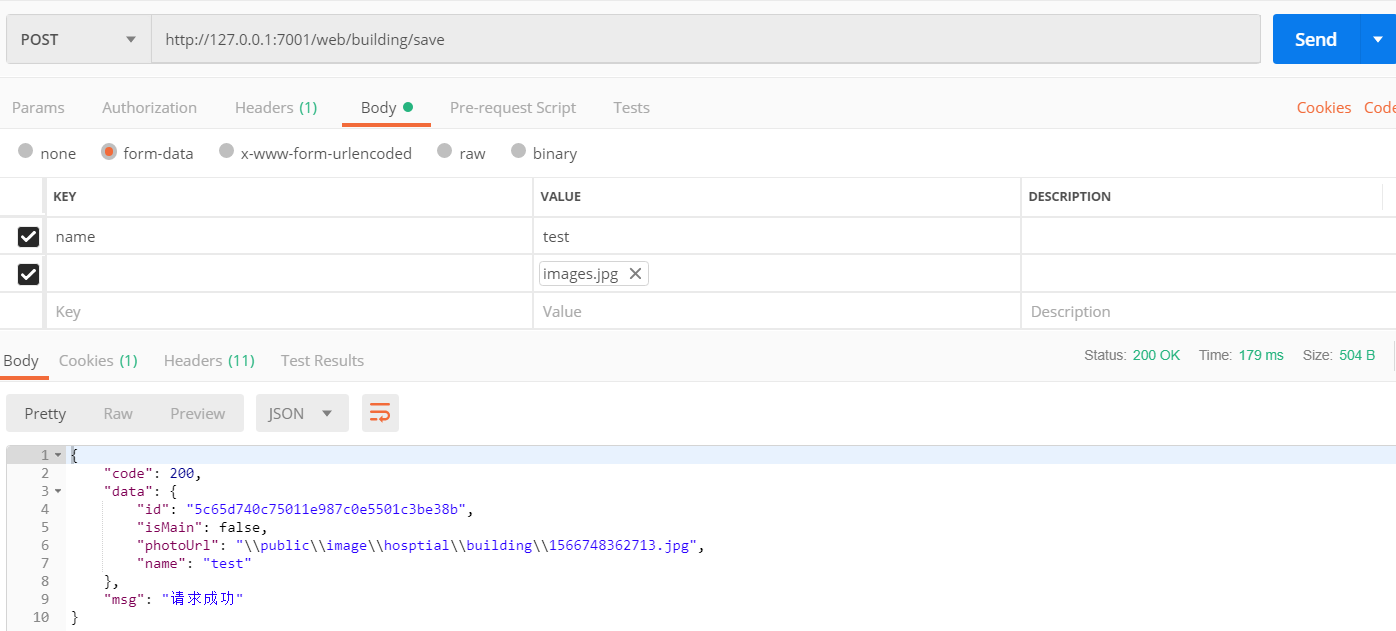 POST http://127.0.0.1:7001/web/building/save Send
Params Authorization Headers (1) Body Pre-request Script Tests Cookies Code
none form-data x-www-form-urlencoded raw binary
KEY VALUE DESCRIPTION
name test
images.jpg
Key Value Description
Body Cookies (1) Headers (11) Test Results Status: 200 OK Time: 179 ms Size: 504 B
Pretty Raw Preview JSON
1 {
2 "code": 200,
3 "data": {
4 "id": "5c65d740c75011e987c0e5501c3be38b",
5 "isMain": false,
6 "photoUrl": "\\public\\image\\hosptial\\building\\1566748362713.jpg",
7 "name": "test"
8 },
9 "msg": "请求成功"
10 }